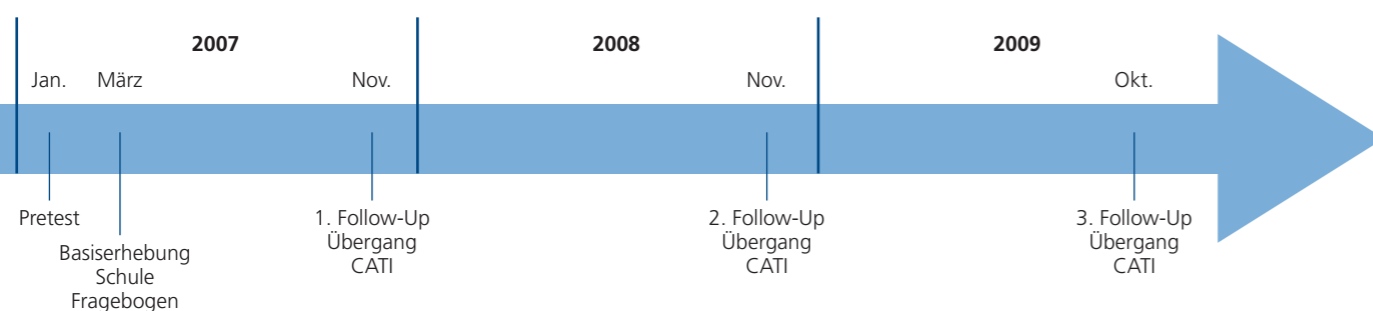 2007
2008
2009
Jan.
März
Nov.
Nov.
Okt.
Pretest
Basiserhebung
Schule
Fragebogen
1. Follow-Up
Übergang
CATI
2. Follow-Up
Übergang
CATI
3. Follow-Up
Übergang
CATI